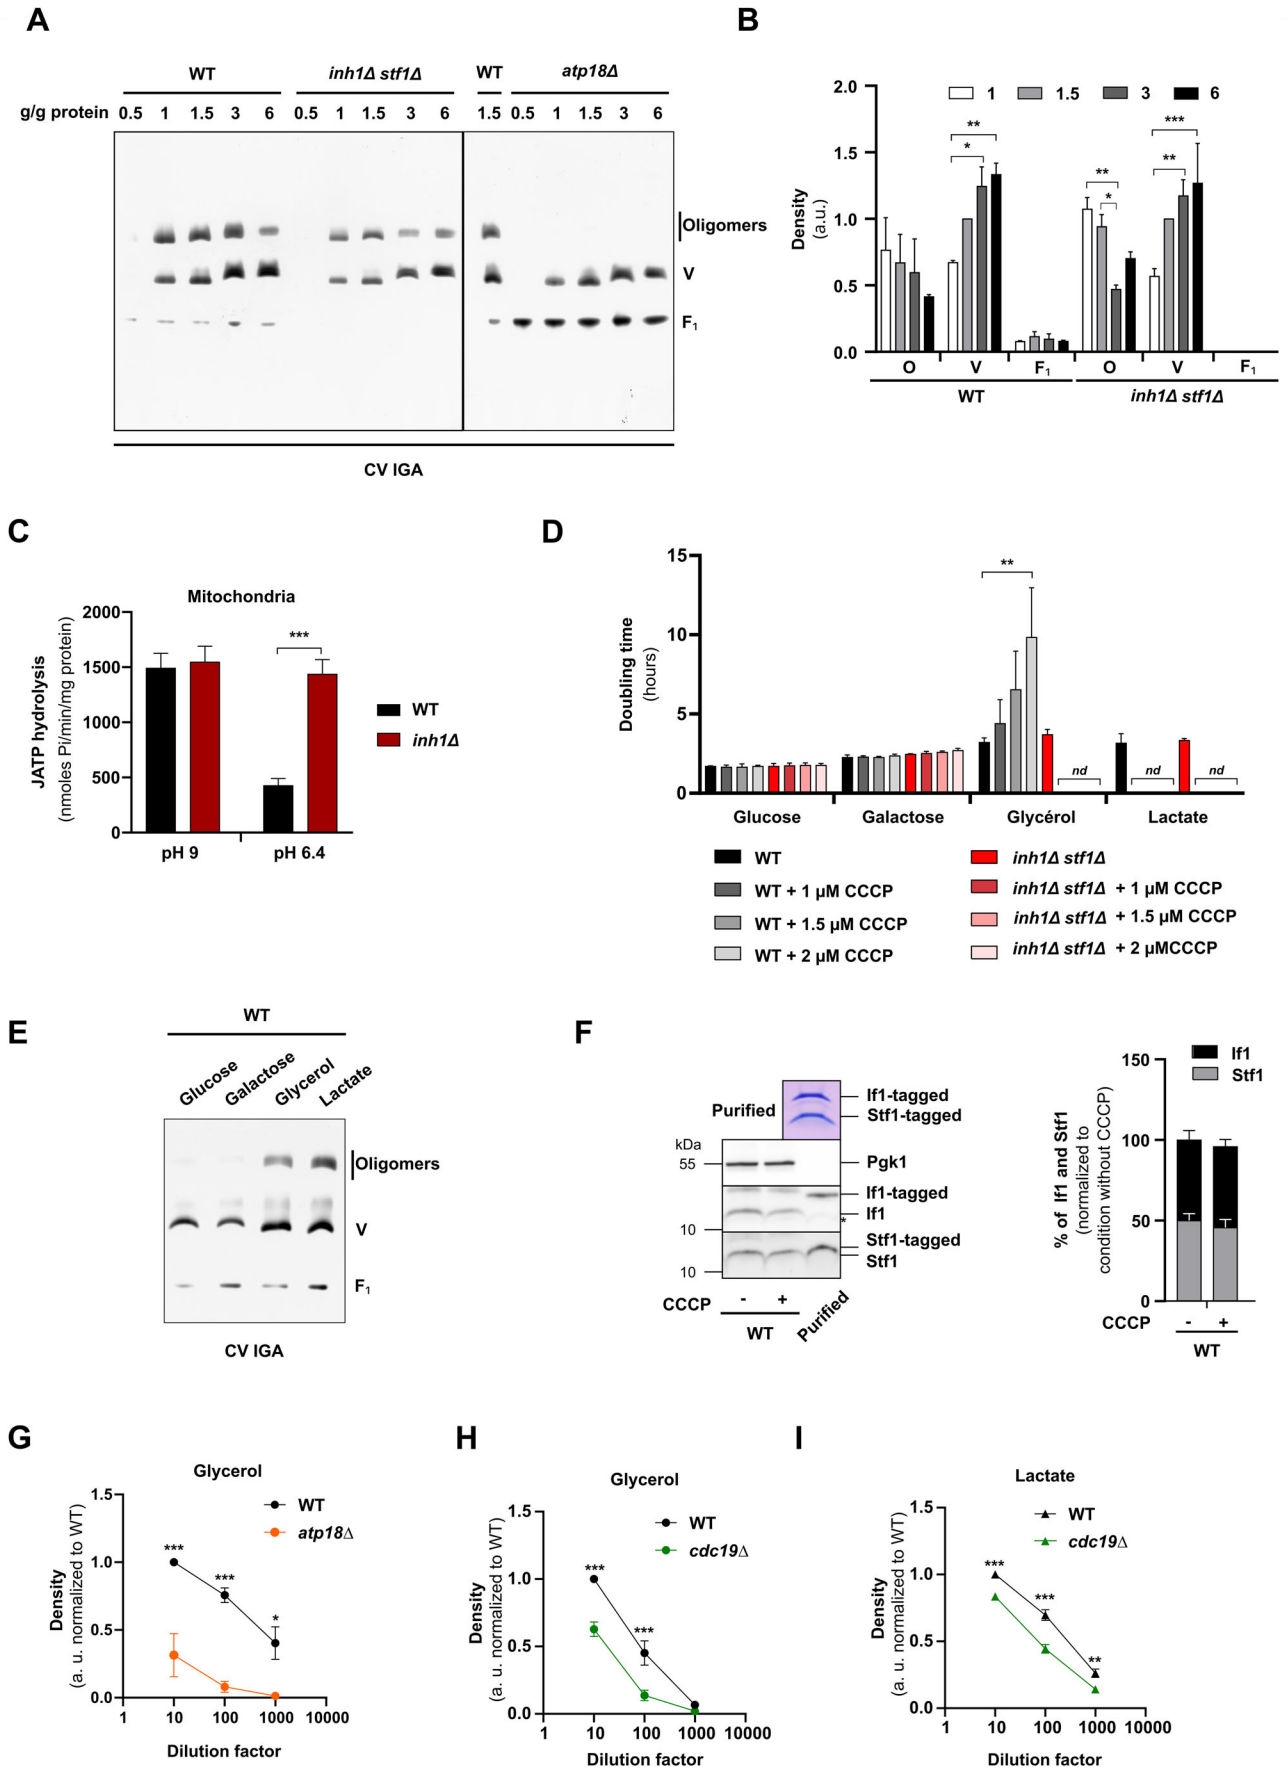 A
WT inh1Δ stf1Δ WT atp18Δ
g/g protein 0.5 1 1.5 3 6 0.5 1 1.5 3 6 1.5 0.5 1 1.5 3 6
Oligomers
V
F1
CV IGA
B
2.0
1.5
1.0
0.5
0.0
Density
(a.u.)
1 1.5 3 6
** *** * ** ** *
O V F1 O V F1
WT inh1Δ stf1Δ
C
Mitochondria
JATP hydrolysis
(nmoles Pi/min/mg protein)
2000
1500
1000
500
0
***
WT
inh1Δ
pH 9 pH 6.4
D
Doubling time
(hours)
15
10
5
0
**
nd nd nd
Glucose Galactose Glycérol Lactate
WT
WT + 1 µM CCCP
WT + 1.5 µM CCCP
WT + 2 µM CCCP
inh1Δ stf1Δ
inh1Δ stf1Δ + 1 µM CCCP
inh1Δ stf1Δ + 1.5 µM CCCP
inh1Δ stf1Δ + 2 µMCCCP
E
WT
Glucose Galactose Glycerol Lactate
Oligomers
V
F1
CV IGA
F
Purified
If1-tagged
Stf1-tagged
kDa
55
Pgk1
If1-tagged
If1
*
10
Stf1-tagged
Stf1
10
CCCP - +
WT Purified
% of If1 and Stf1
(normalized to
condition without CCCP)
150
100
50
0
If1
Stf1
CCCP - +
WT
G
Glycerol
Density
(a. u. normalized to WT)
1.5
1.0
0.5
0.0
WT
atp18Δ
*** *** *
1 10 100 1000 10000
Dilution factor
H
Glycerol
Density
(a. u. normalized to WT)
1.5
1.0
0.5
0.0
WT
cdc19Δ
*** ***
1 10 100 1000 10000
Dilution factor
I
Lactate
Density
(a. u. normalized to WT)
1.5
1.0
0.5
0.0
WT
cdc19Δ
*** *** **
1 10 100 1000 10000
Dilution factor